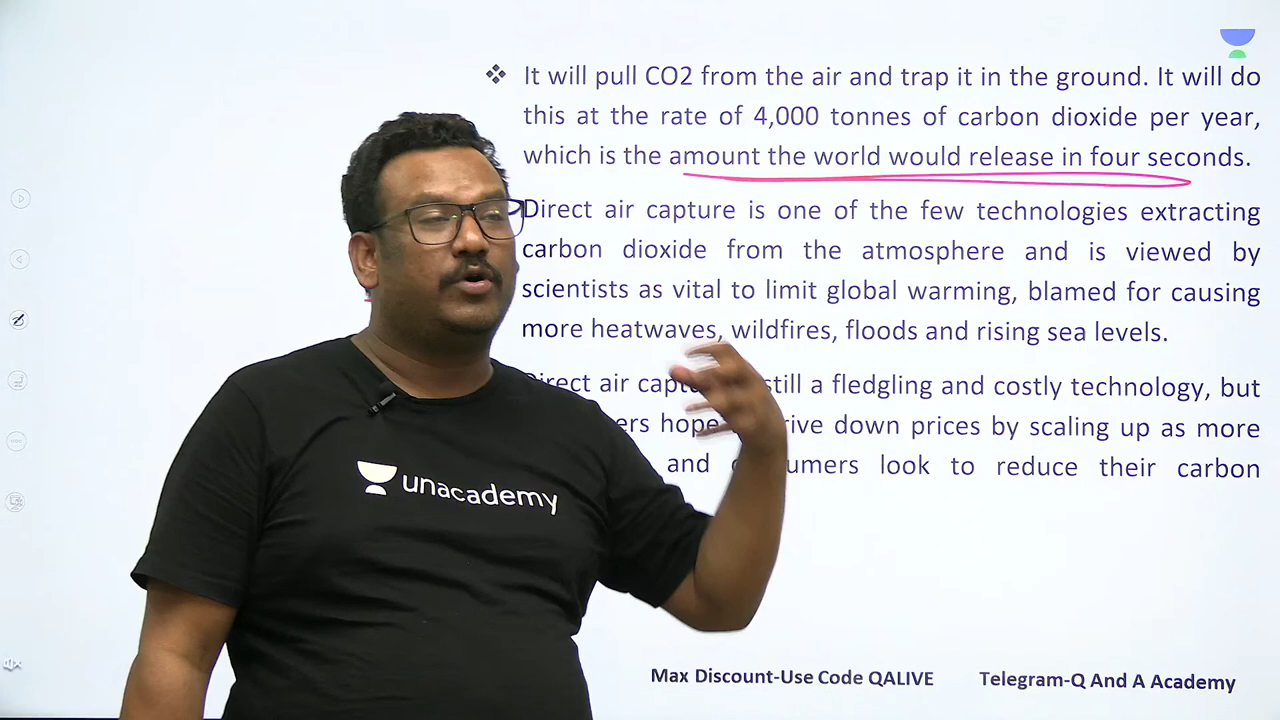 It will pull CO2 from the air and trap it in the ground. It will do
this at the rate of 4,000 tonnes of carbon dioxide per year,
which is the amount the world would release in four seconds.
Direct air capture is one of the few technologies extracting
carbon dioxide from the atmosphere and is viewed by
scientists as vital to limit global warming, blamed for causing
more heatwaves, wildfires, floods and rising sea levels.
Direct air still a fledgling and costly technology, but
hope down prices by scaling up as more
and look to reduce their carbon
unacademy
Max Discount-Use Code QALIVE Telegram-Q And A Academy